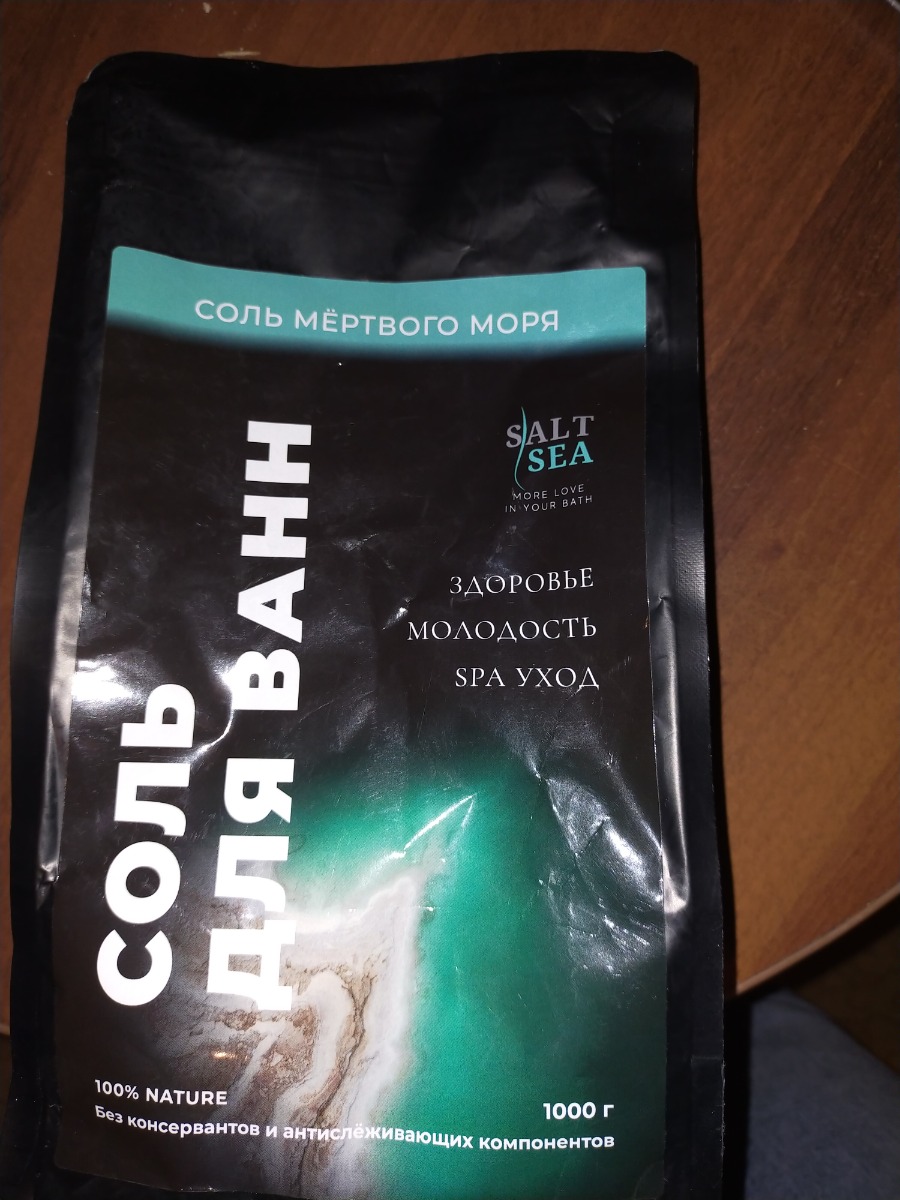 СОЛЬ МЁРТВОГО МОРЯ
SALT
SEA
MORE LOVE
IN YOUR BATH
ЗДОРОВЬЕ
МОЛОДОСТЬ
SPA УХОД
СОЛЬ
ДЛЯ ВАНН
100% NATURE
1000 г
Без консервантов и антислёживающих компонентов